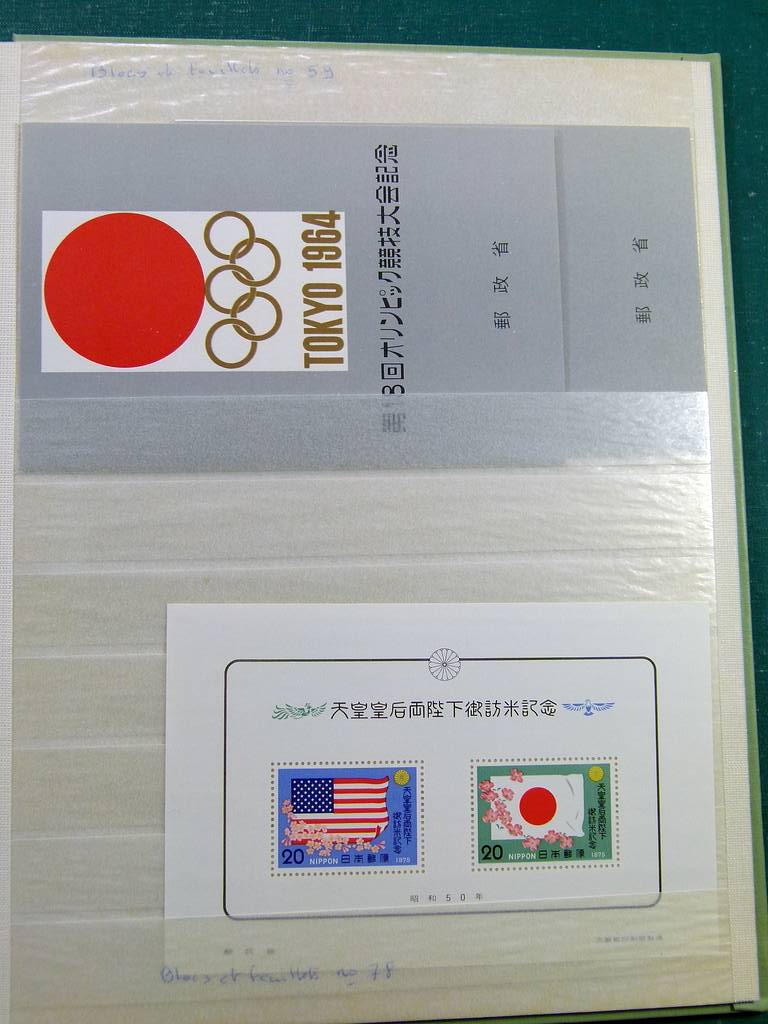 Blocs et feuillets no 59
TOKYO 1964
第18回オリンピック競技大会記念
郵政省
郵政省
天皇皇后両陛下御訪米記念
天皇皇后両陛下
御訪米記念
20 NIPPON 日本郵便 1975
天皇皇后両陛下
御訪米記念
20 NIPPON 日本郵便 1975
昭和50年
Blocs et feuillets no 78